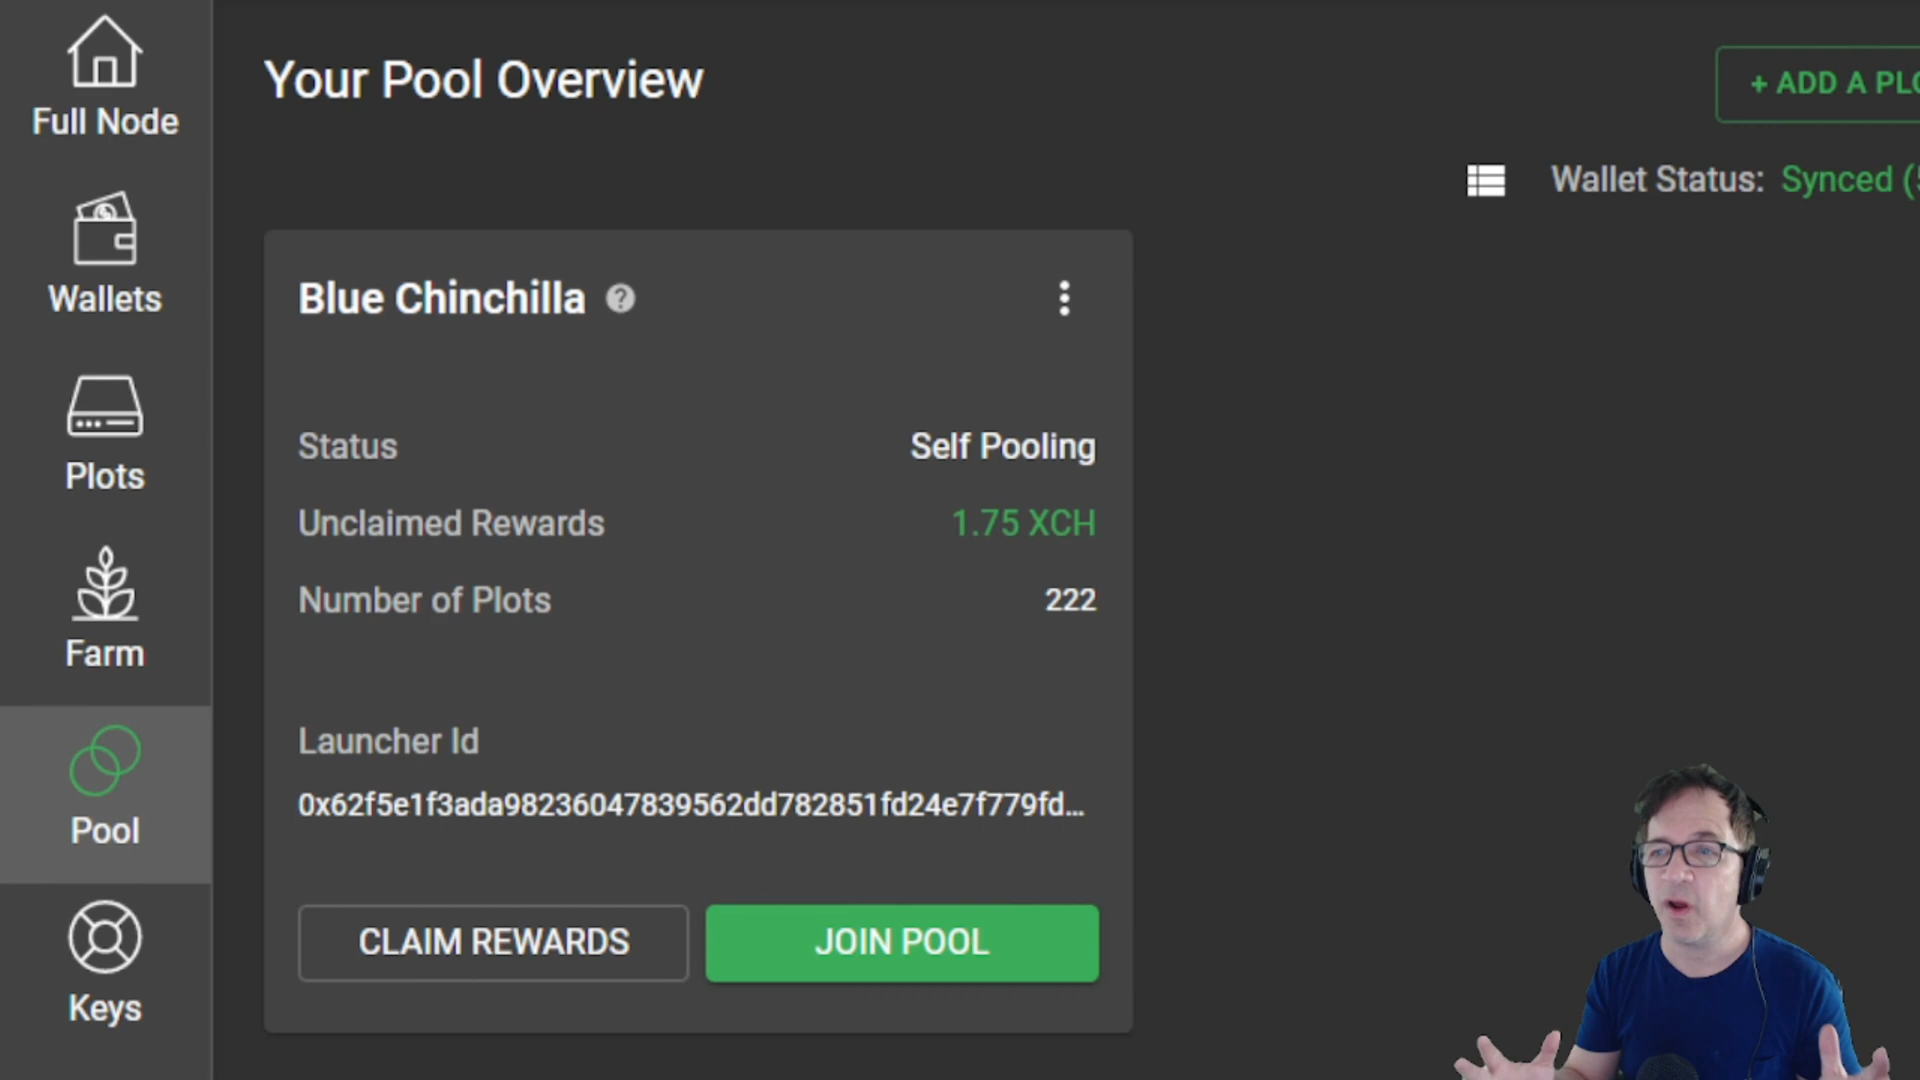 Full Node
Wallets
Plots
Farm
Pool
Keys
Your Pool Overview
+ ADD A PLO
Wallet Status: Synced (
Blue Chinchilla ?
Status Self Pooling
Unclaimed Rewards 1.75 XCH
Number of Plots 222
Launcher Id
0x62f5e1f3ada98236047839562dd782851fd24e7f779fd...
CLAIM REWARDS
JOIN POOL